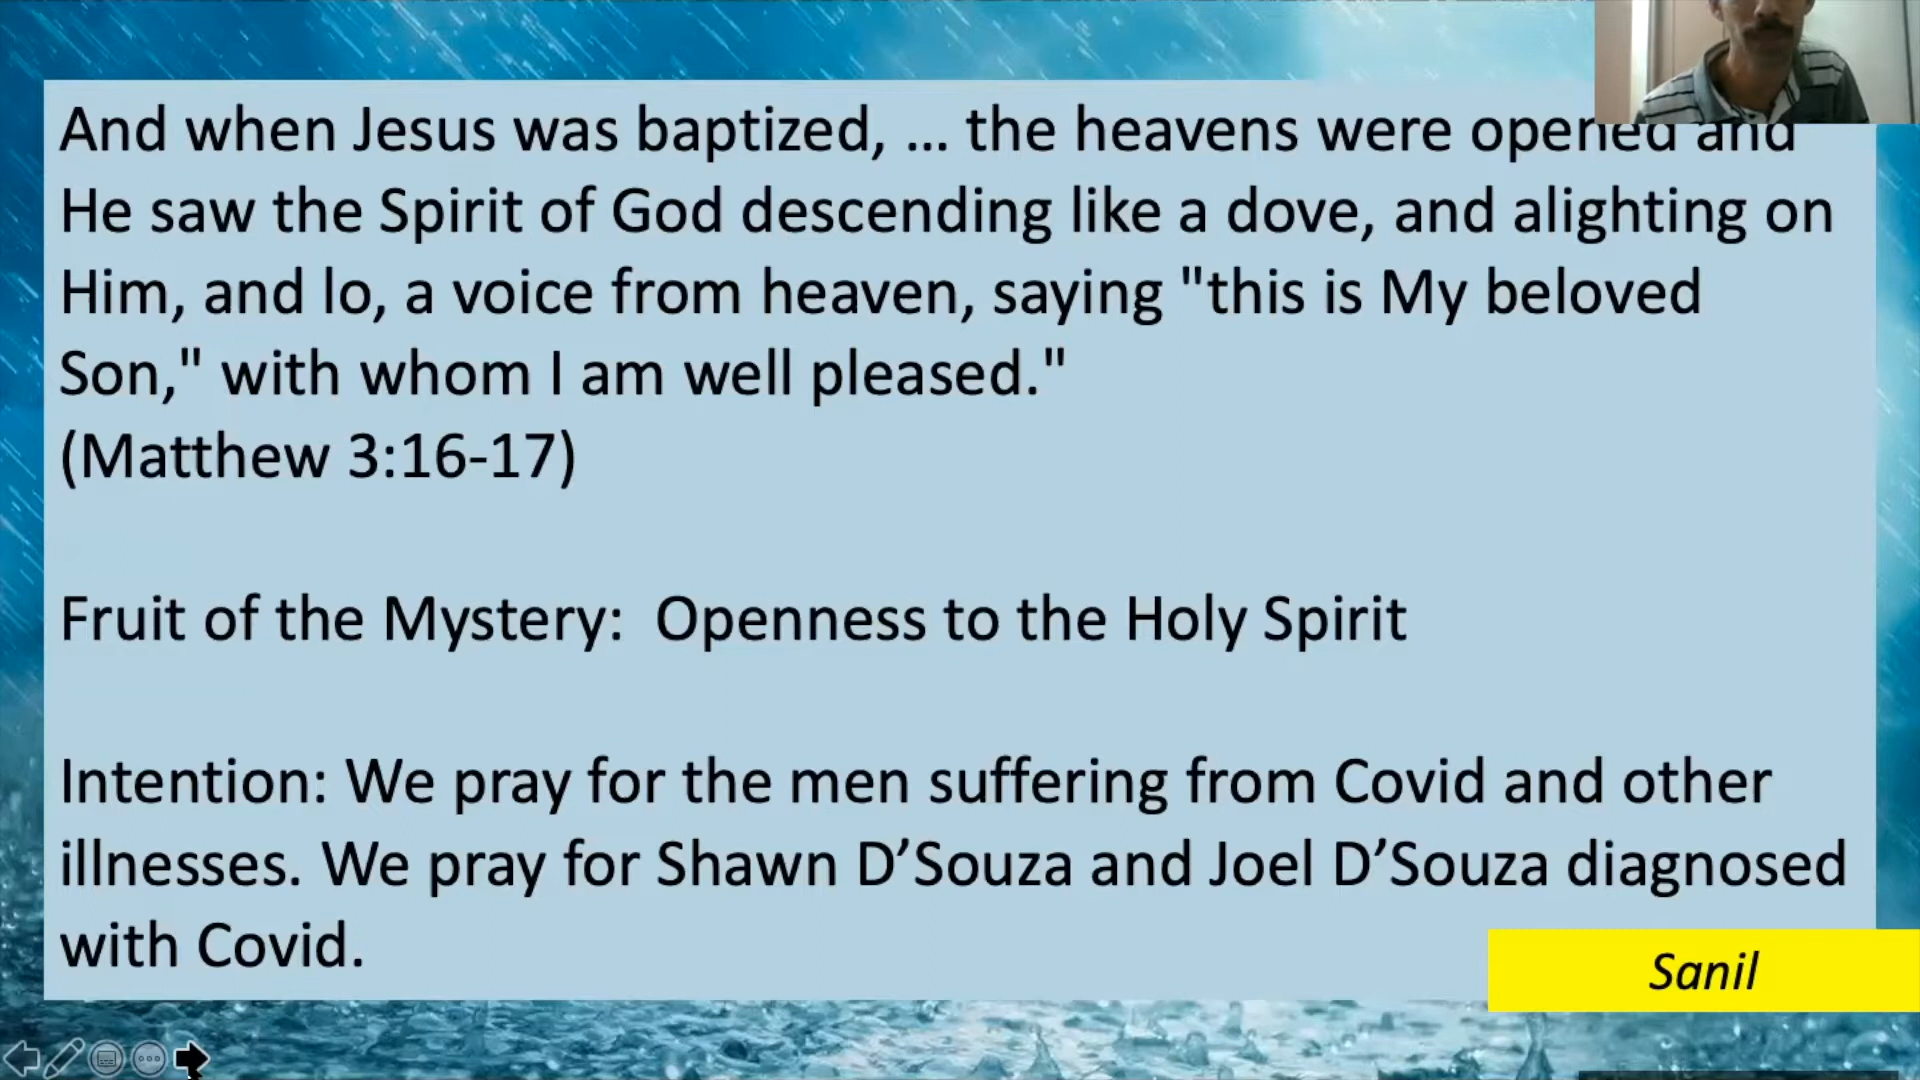 And when Jesus was baptized, ... the heavens were opened and
He saw the Spirit of God descending like a dove, and alighting on
Him, and lo, a voice from heaven, saying "this is My beloved
Son," with whom I am well pleased."
(Matthew 3:16-17)
Fruit of the Mystery:  Openness to the Holy Spirit
Intention: We pray for the men suffering from Covid and other
illnesses. We pray for Shawn D’Souza and Joel D’Souza diagnosed
with Covid.
Sanil